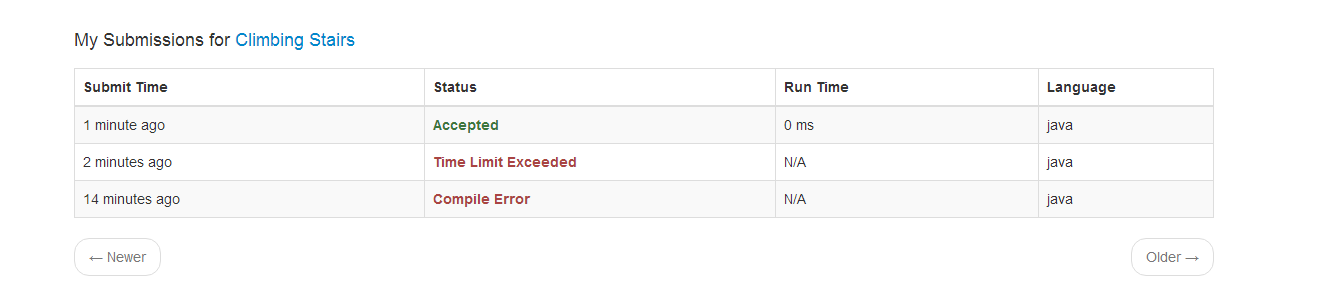 My Submissions for Climbing Stairs
Submit Time Status Run Time Language
1 minute ago Accepted 0 ms java
2 minutes ago Time Limit Exceeded N/A java
14 minutes ago Compile Error N/A java
← Newer Older →